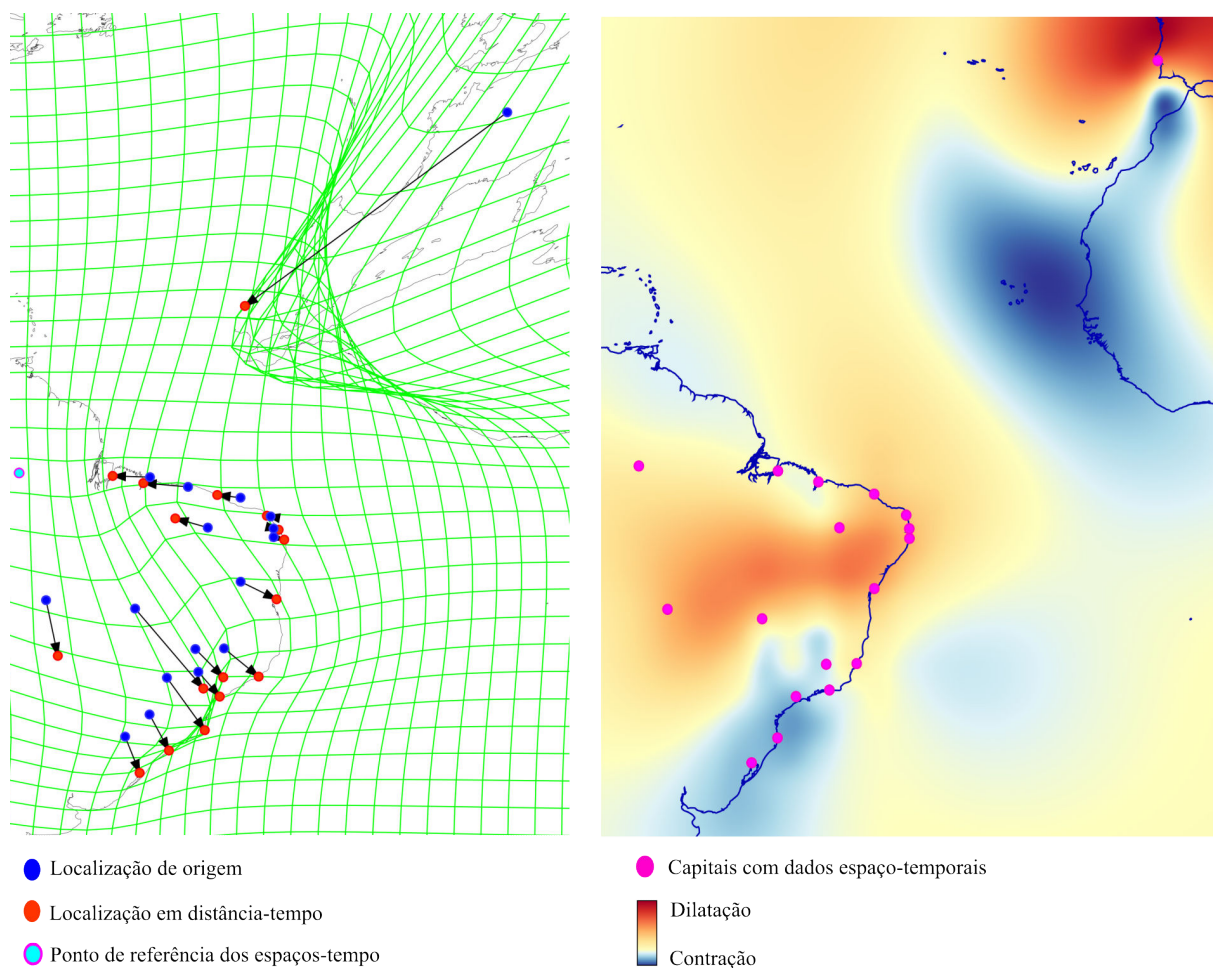 Localização de origem
Localização em distância-tempo
Ponto de referência dos espaços-tempo
Capitais com dados espaço-temporais
Dilatação
Contração